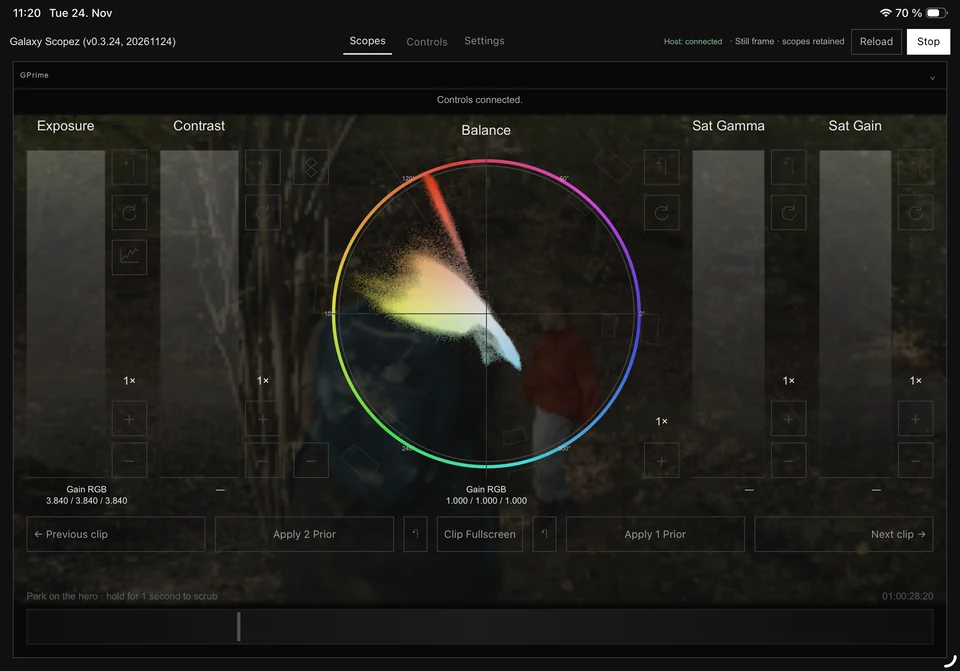 11:20 Tue 24. Nov
70 %
Galaxy Scopez (v0.3.24, 20261124)
Scopes
Controls
Settings
Host: connected · Still frame · scopes retained
Reload
Stop
GPrime
Controls connected.
Exposure
Contrast
Balance
Sat Gamma
Sat Gain
120°
60°
0°
240°
1×
1×
1×
1×
1×
Gain RGB
3.840 / 3.840 / 3.840
—
Gain RGB
1.000 / 1.000 / 1.000
—
—
← Previous clip
Apply 2 Prior
Clip Fullscreen
Apply 1 Prior
Next clip →
Park on the hero · hold for 1 second to scrub
01:00:28:20